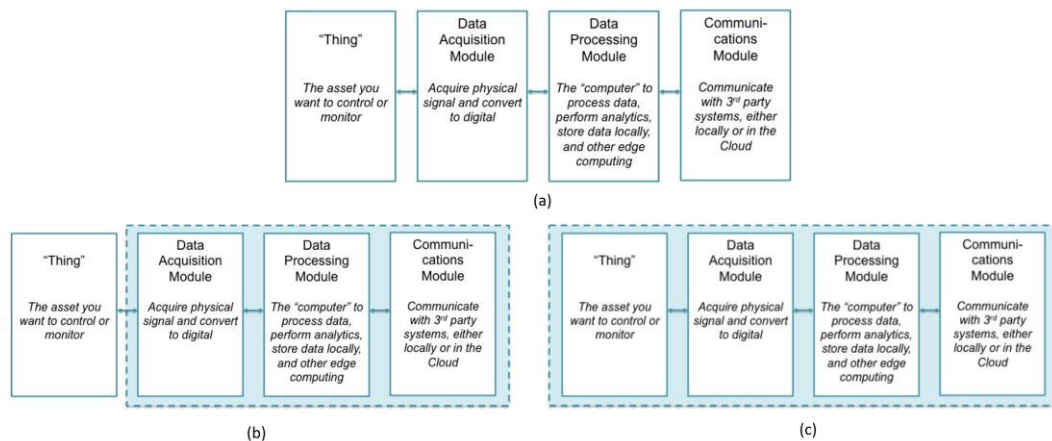 “Thing”
The asset you
want to control or
monitor
Data
Acquisition
Module
Acquire physical
signal and convert
to digital
Data
Processing
Module
The “computer” to
process data,
perform analytics,
store data locally,
and other edge
computing
Communi-
cations
Module
Communicate
with 3rd party
systems, either
locally or in the
Cloud
(a)
“Thing”
The asset you
want to control or
monitor
Data
Acquisition
Module
Acquire physical
signal and convert
to digital
Data
Processing
Module
The “computer” to
process data,
perform analytics,
store data locally,
and other edge
computing
Communi-
cations
Module
Communicate
with 3rd party
systems, either
locally or in the
Cloud
(b)
“Thing”
The asset you
want to control or
monitor
Data
Acquisition
Module
Acquire physical
signal and convert
to digital
Data
Processing
Module
The “computer” to
process data,
perform analytics,
store data locally,
and other edge
computing
Communi-
cations
Module
Communicate
with 3rd party
systems, either
locally or in the
Cloud
(c)